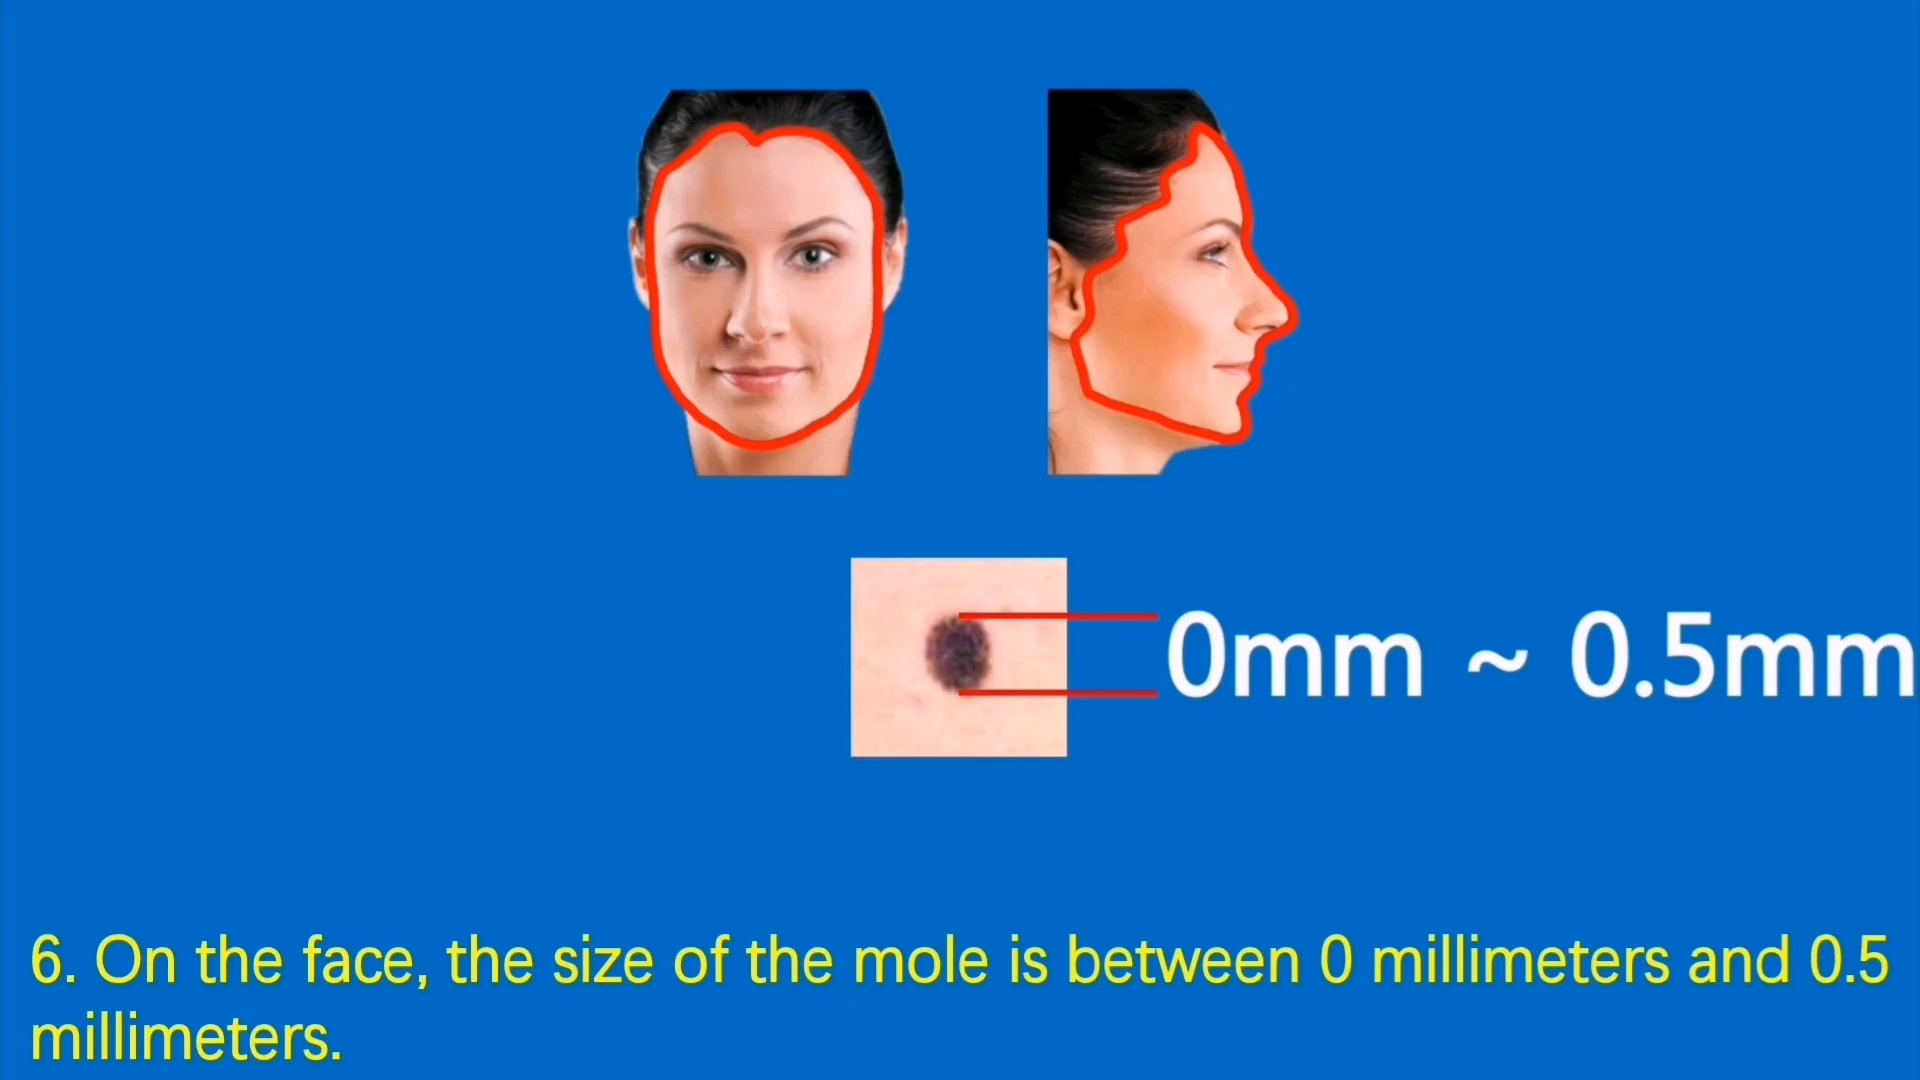 0mm ~ 0.5mm
6. On the face, the size of the mole is between 0 millimeters and 0.5
millimeters.